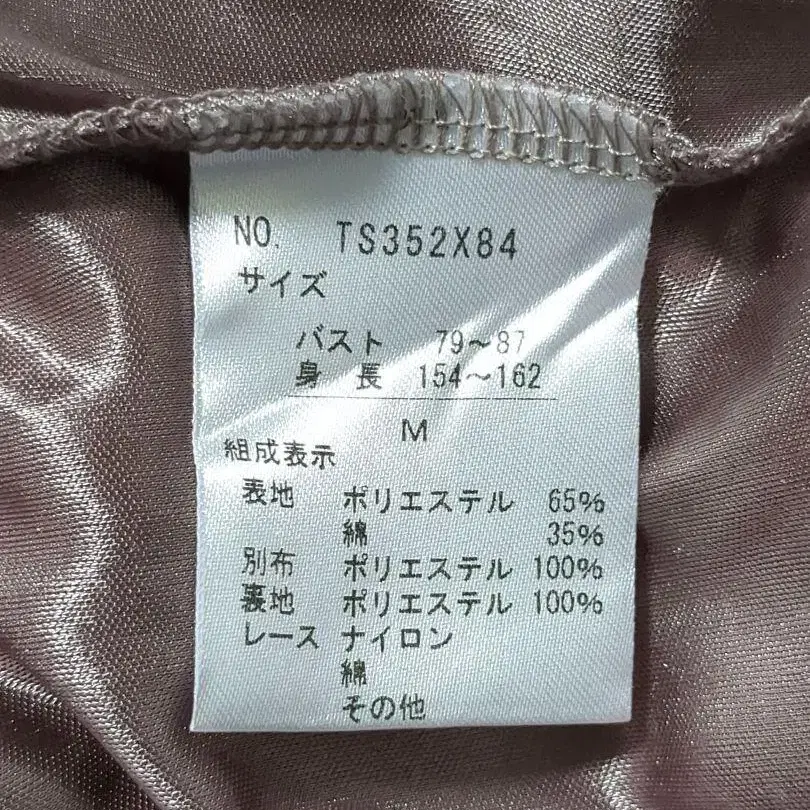 NO. TS352X84
サイズ
バスト 79～87
身長 154～162
M
組成表示
表地 ポリエステル 65%
綿 35%
別布 ポリエステル 100%
裏地 ポリエステル 100%
レース ナイロン
綿
その他